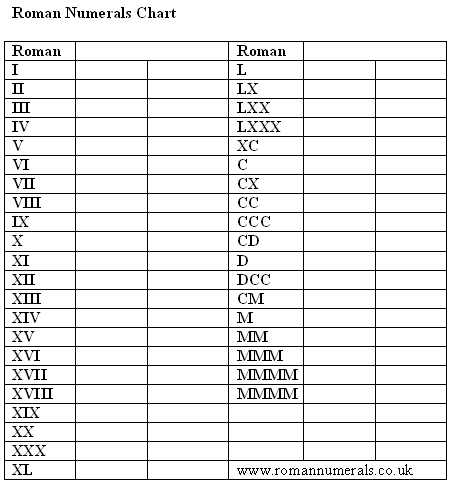 Roman Numerals Chart
Roman Roman
I L
II LX
III LXX
IV LXXX
V XC
VI C
VII CX
VIII CC
IX CCC
X CD
XI D
XII DCC
XIII CM
XIV M
XV MM
XVI MMM
XVII MMMM
XVIII MMMM
XIX
XX
XXX
XL www.romannumerals.co.uk